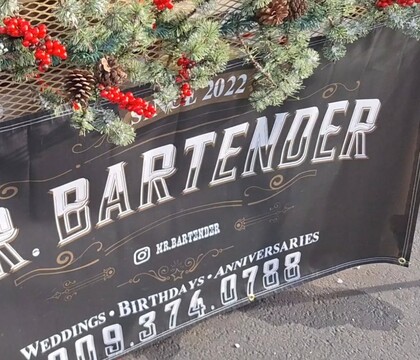 2022
R. BARTENDER
MR.BARTENDER
WEDDINGS • BIRTHDAYS • ANNIVERSARIES
909.374.0788